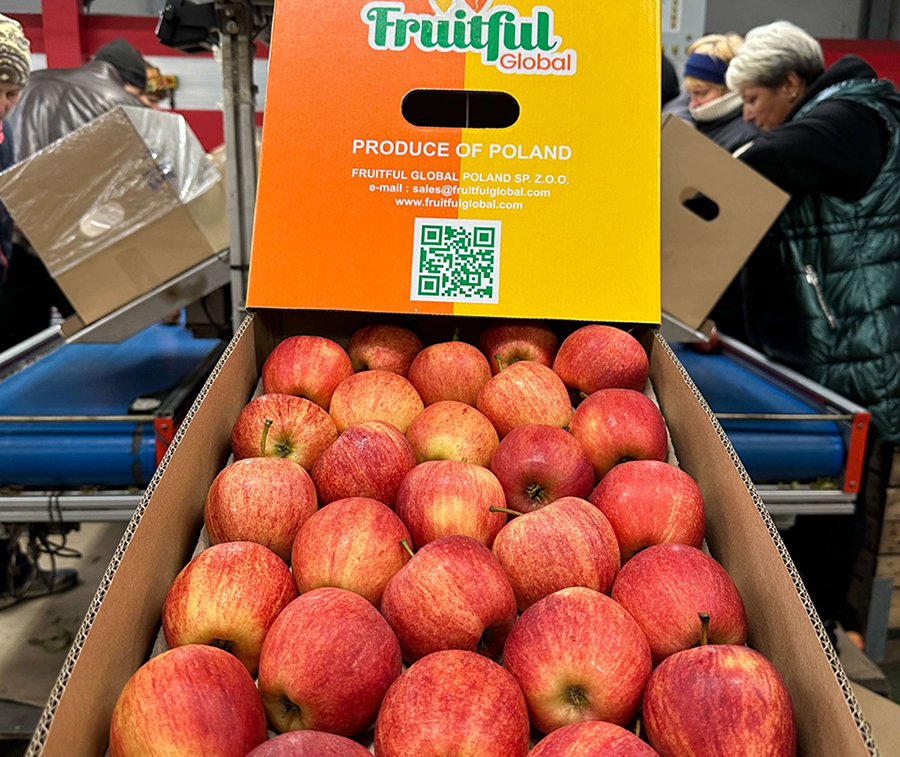 Fruitful
Global
PRODUCE OF POLAND
FRUITFUL GLOBAL POLAND SP. Z.O.O.
e-mail : sales@fruitfulglobal.com
www.fruitfulglobal.com